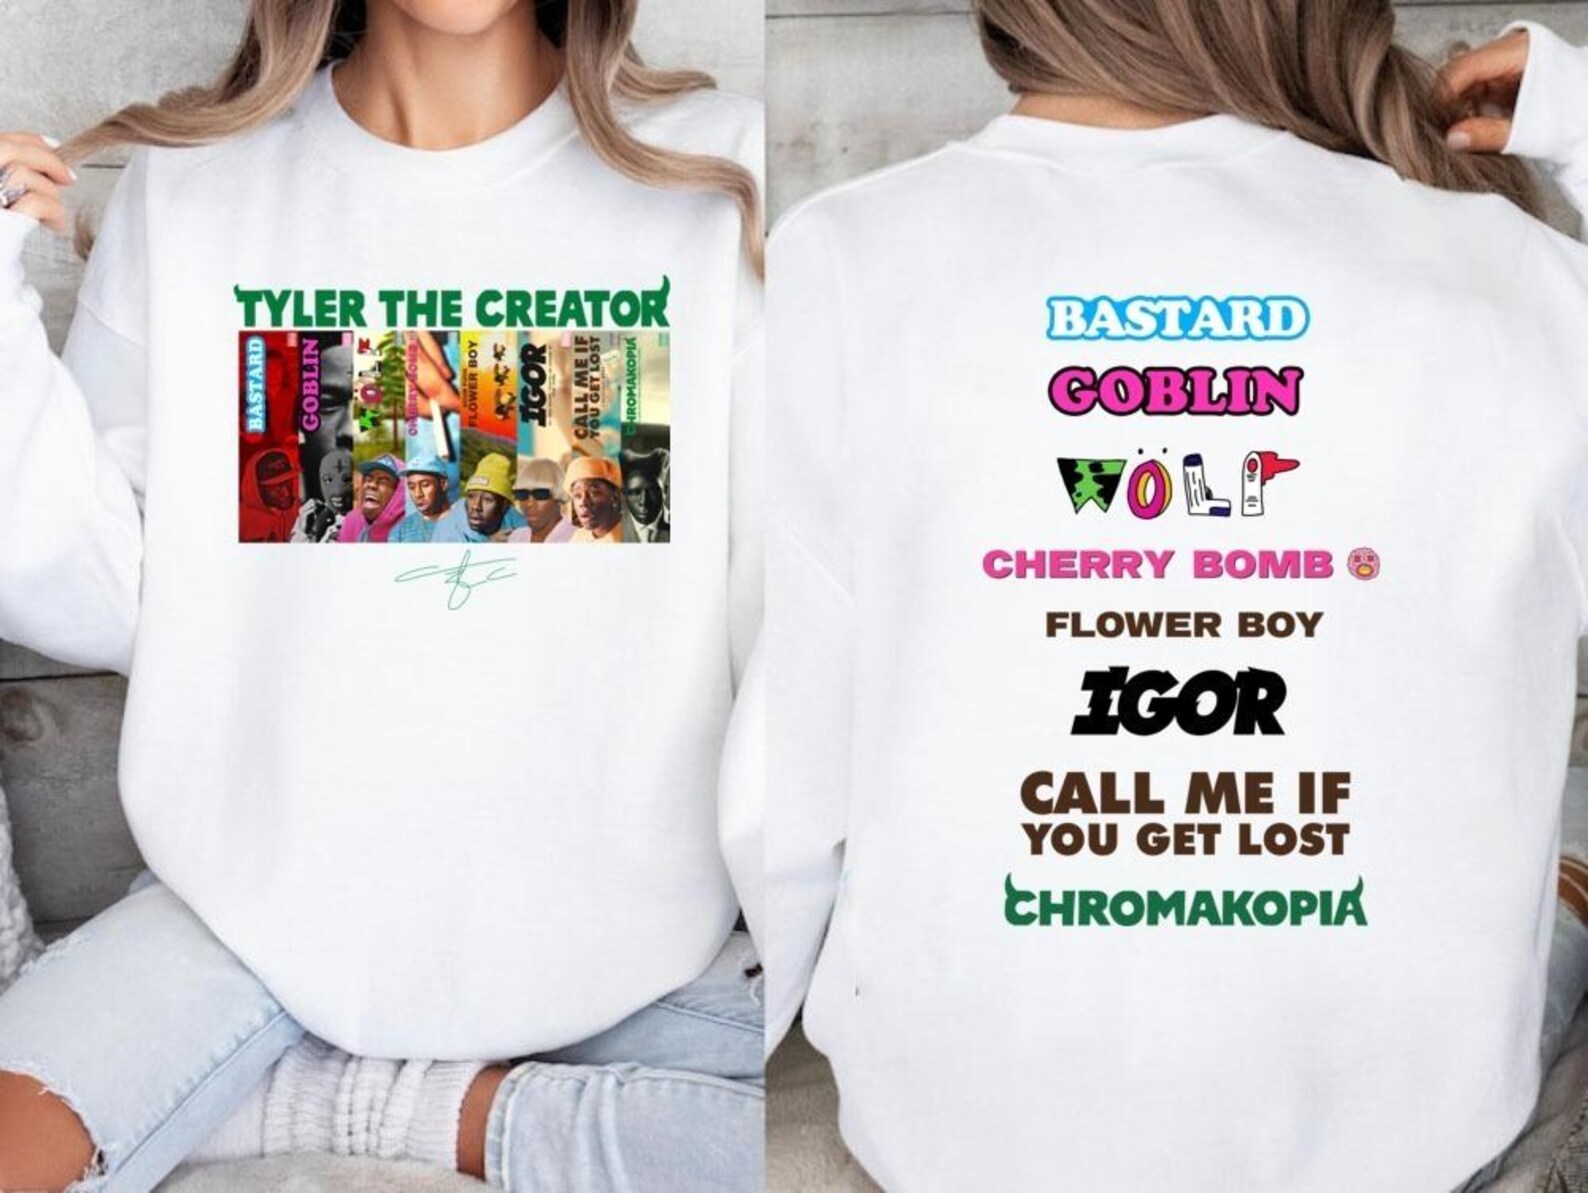 TYLER THE CREATOR
BASTARD
GOBLIN
WOLF
CHERRY BOMB
FLOWER BOY
IGOR
CALL ME IF
YOU GET LOST
CHROMAKOPIA
BASTARD
GOBLIN
WÖLF
CHERRY BOMB
FLOWER BOY
IGOR
CALL ME IF
YOU GET LOST
CHROMAKOPIA